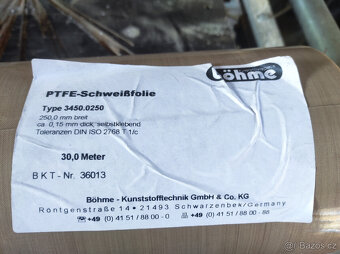 böhme
PTFE-Schweißfolie
Type 3450.0250
250,0 mm breit
ca. 0,15 mm dick, selbstklebend
Toleranzen DIN ISO 2768 T 1/c
30,0 Meter
B K T - Nr. 36013
Böhme - Kunststofftechnik GmbH & Co. KG
Röntgenstraße 14 • 21493 Schwarzenbek/Germany
☎ +49 (0) 41 51 / 88 00 - 0 +49 (0) 41 51 / 88 00 - 88
© Bazos.cz